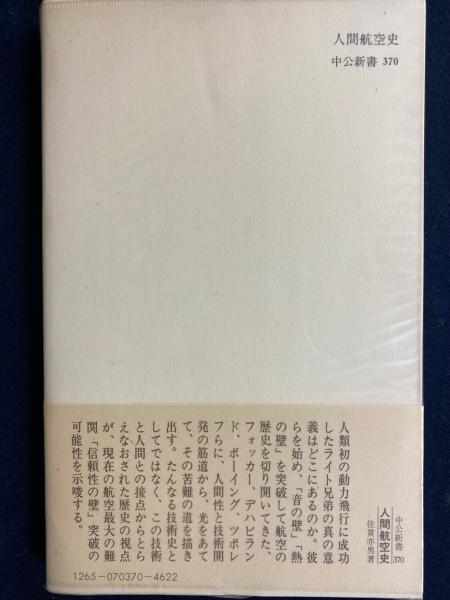 人間航空史
中公新書 370
人類初の動力飛行に成功
したライト兄弟の真の意
義はどこにあるのか。彼
らを始め、「音の壁」「熱
の壁」を突破して航空の
歴史を切り開いてきた、
フォッカー、デハビラン
ド、ボーイング、ツポレ
フらに、人間性と技術開
発の筋道から、光をあて
て、その苦難の道を描き
出す。たんなる技術史と
してではなく、この技術
と人間との接点からとら
えなおされた歴史の視点
が、現在の航空最大の難
関「信頼性の壁」突破の
可能性を示唆する。
中公新書 370
人間航空史
佐貫亦男著
1265-070370-4622